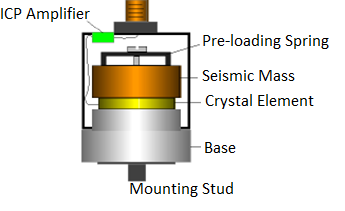 ICP Amplifier
Pre-loading Spring
Seismic Mass
Crystal Element
Base
Mounting Stud